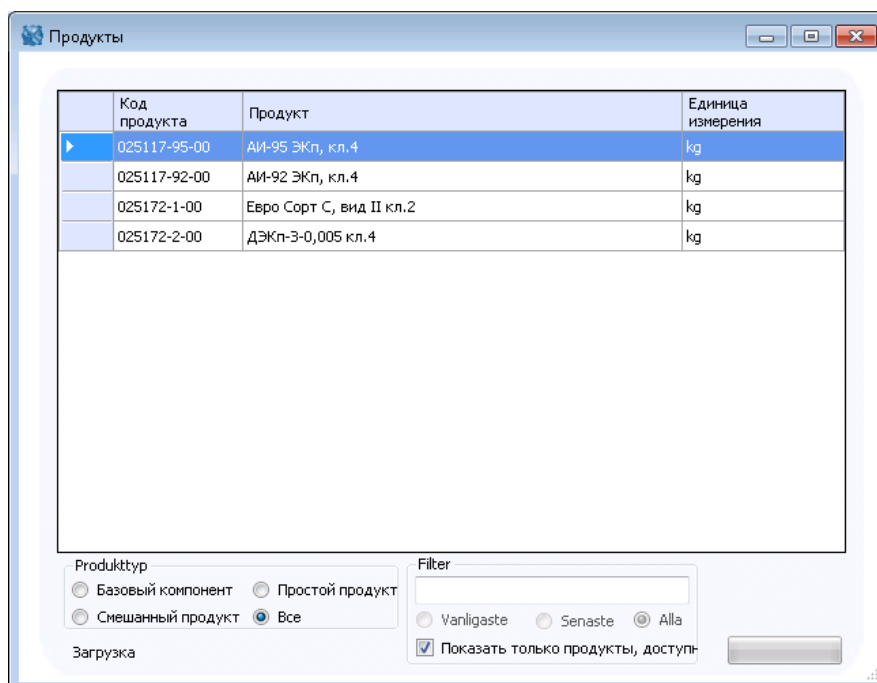 Продукты
Код продукта Продукт Единица измерения
025117-95-00 АИ-95 ЭКп, кл.4 kg
025117-92-00 АИ-92 ЭКп, кл.4 kg
025172-1-00 Евро Сорт С, вид II кл.2 kg
025172-2-00 ДЭКп-З-0,005 кл.4 kg
Produkttyp
Базовый компонент Простой продукт
Смешанный продукт Все
Загрузка
Filter
Vanligaste Senaste Alla
Показать только продукты, доступн